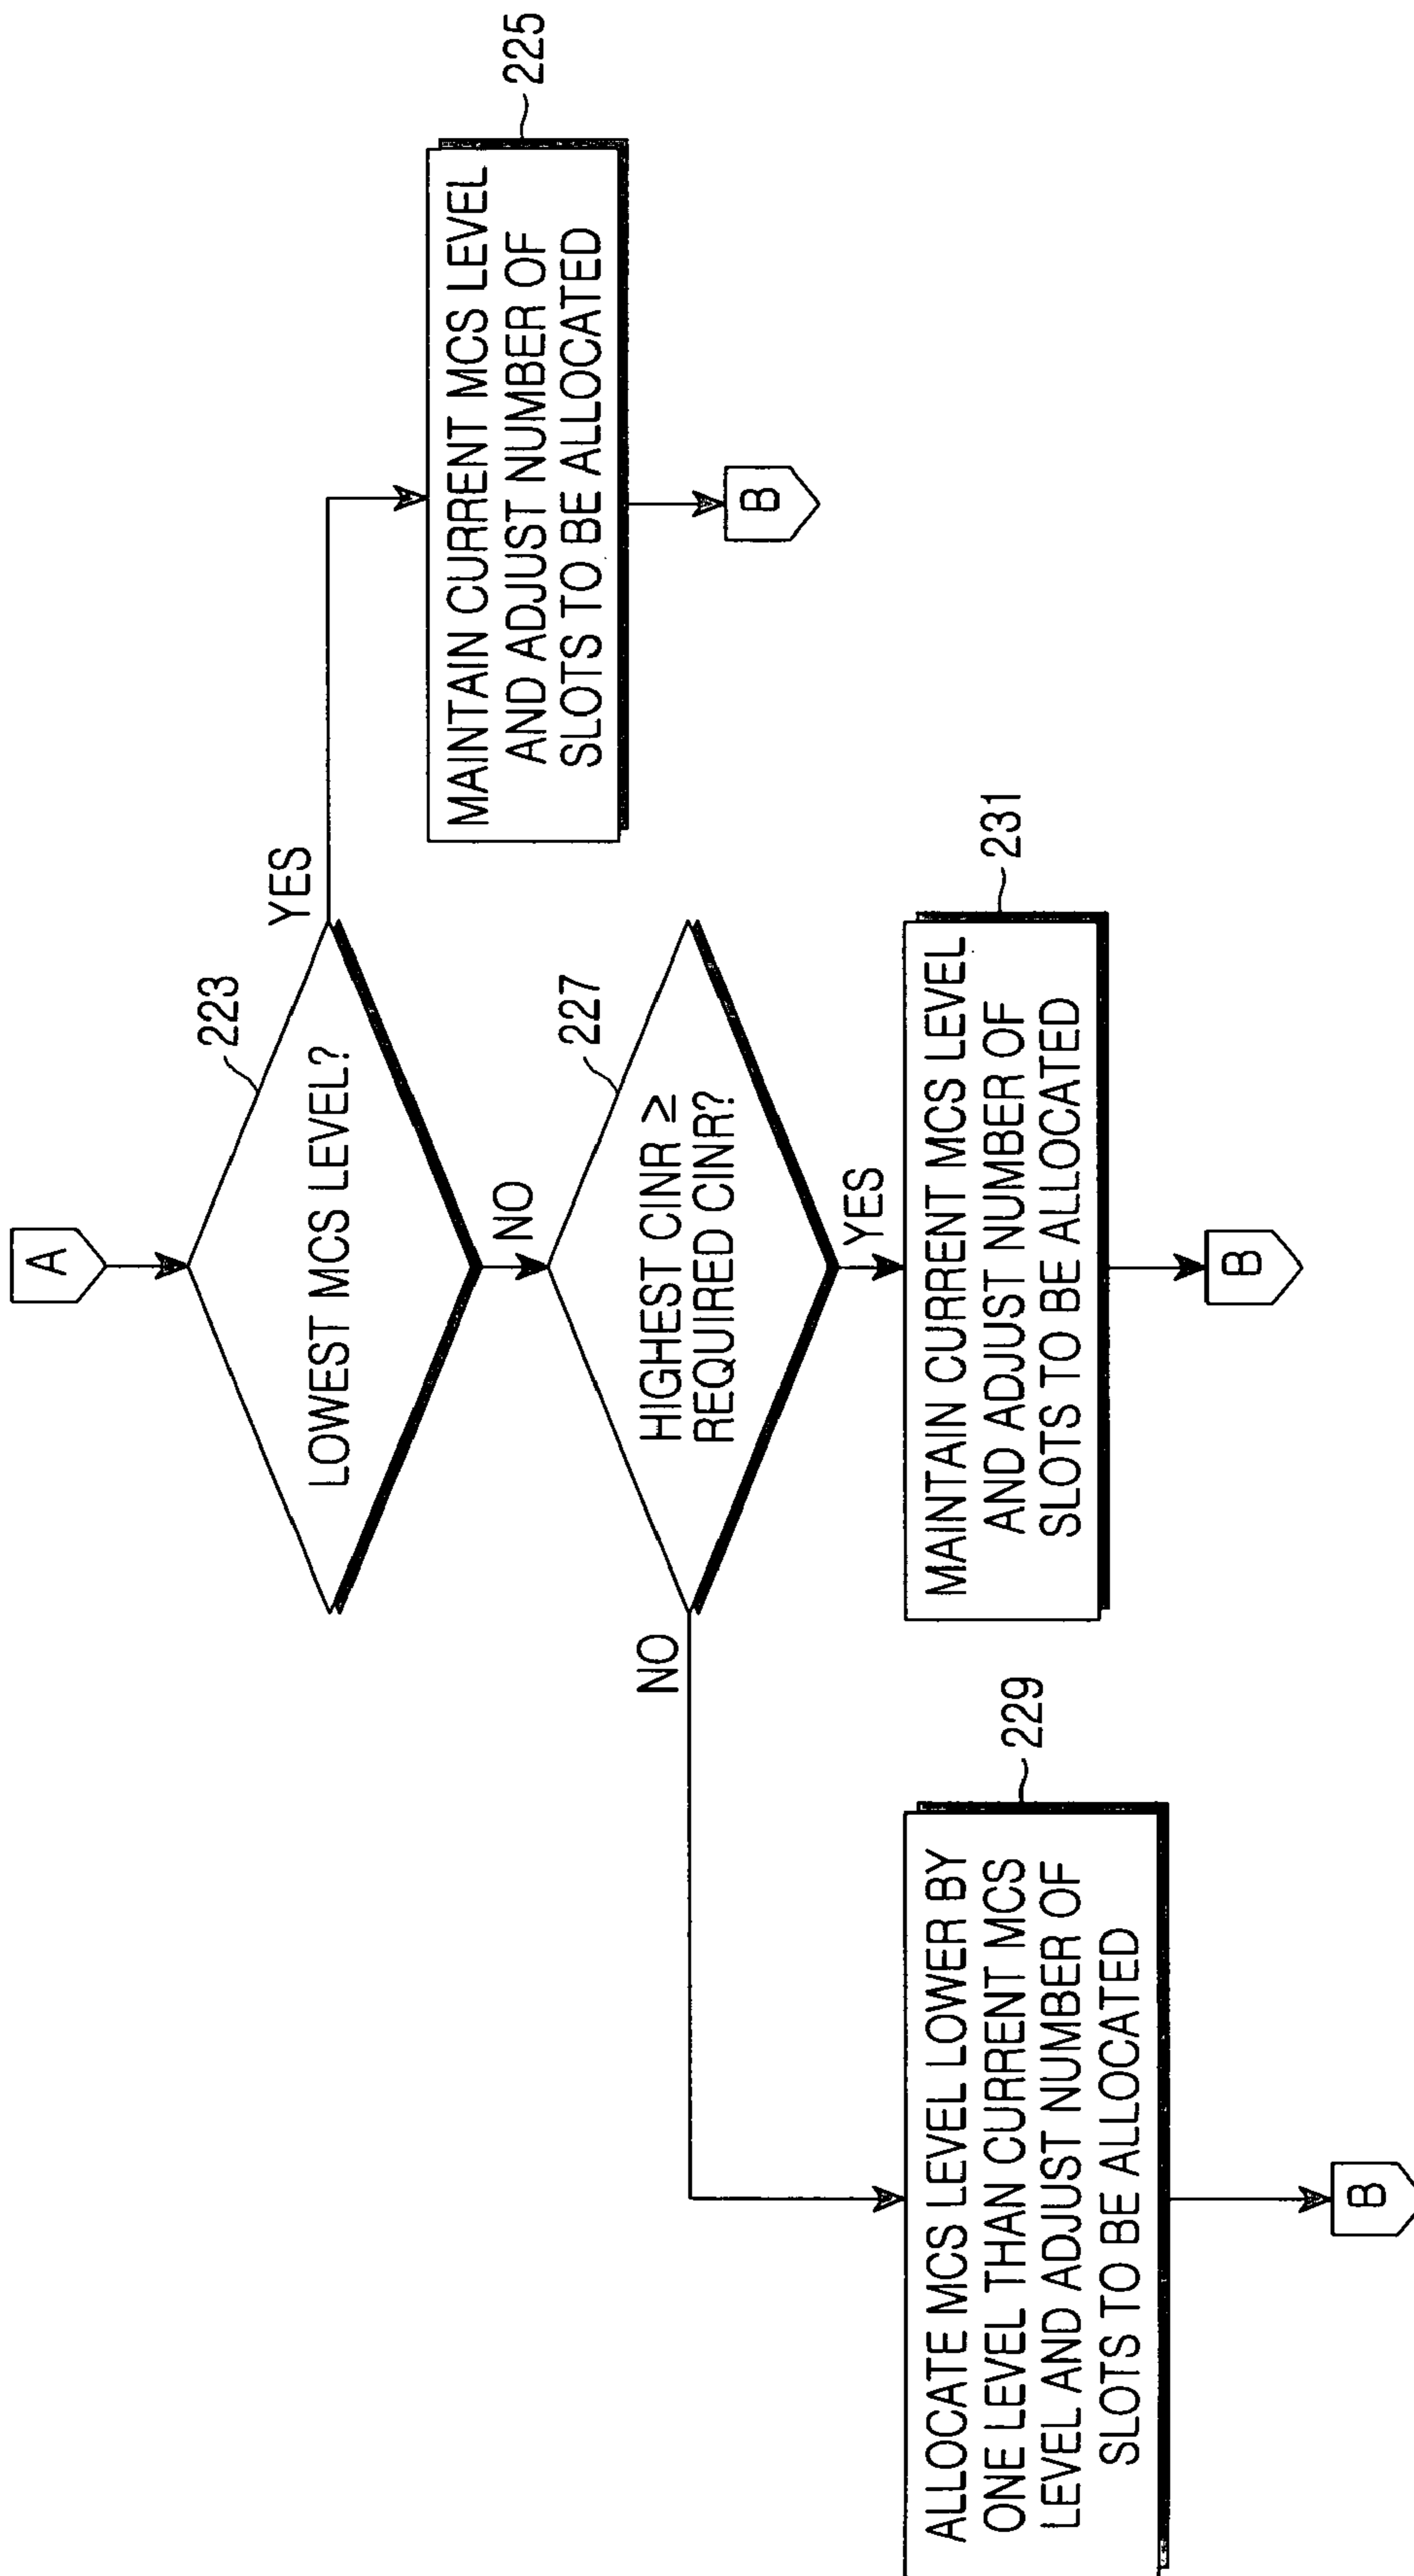 A
LOWEST MCS LEVEL?
223
YES
MAINTAIN CURRENT MCS LEVEL
AND ADJUST NUMBER OF
SLOTS TO BE ALLOCATED
225
B
NO
HIGHEST CINR ≥
REQUIRED CINR?
227
NO
YES
ALLOCATE MCS LEVEL LOWER BY
ONE LEVEL THAN CURRENT MCS
LEVEL AND ADJUST NUMBER OF
SLOTS TO BE ALLOCATED
229
B
MAINTAIN CURRENT MCS LEVEL
AND ADJUST NUMBER OF
SLOTS TO BE ALLOCATED
231
B